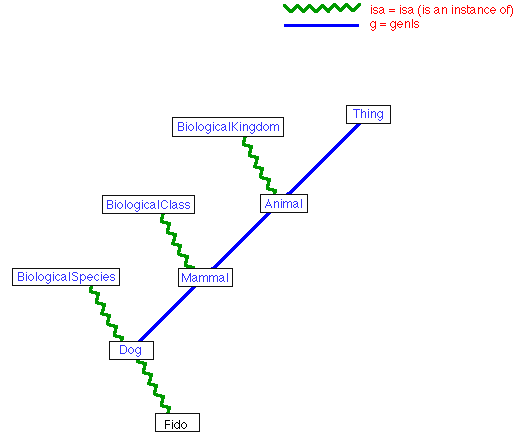 isa = isa (is an instance of)
g = genls
Thing
BiologicalKingdom
BiologicalClass
Animal
BiologicalSpecies
Mammal
Dog
Fido